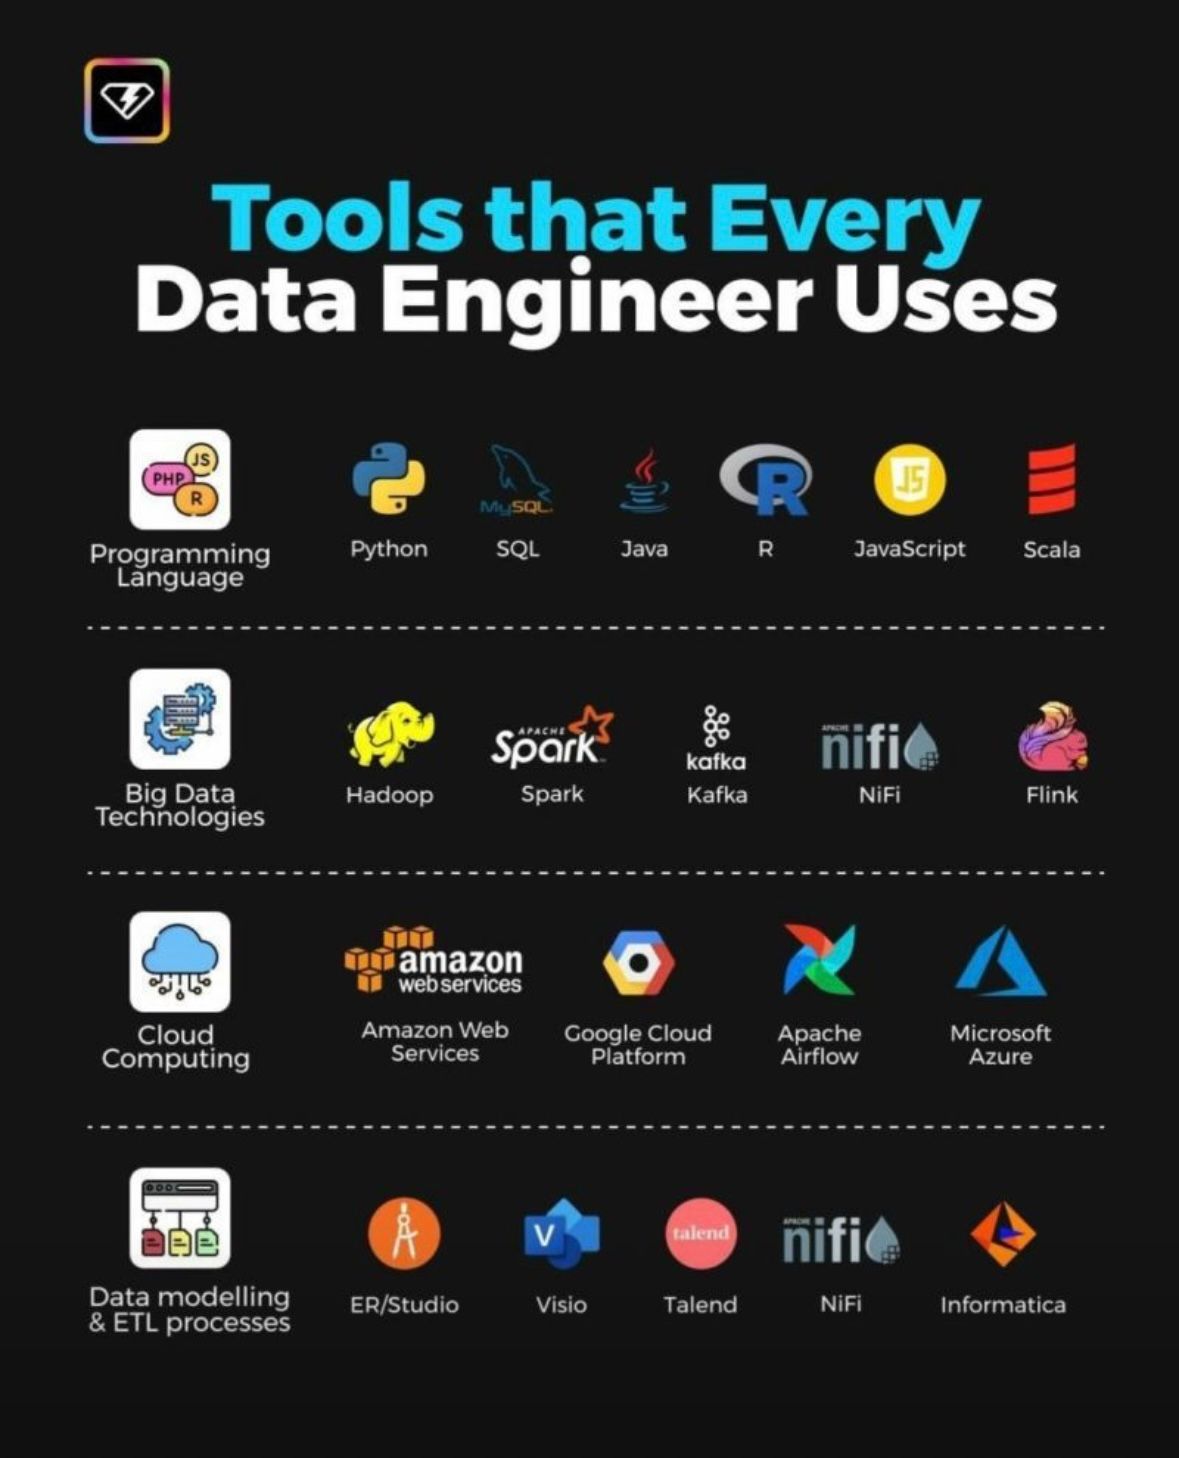 Tools that Every
Data Engineer Uses
JS
PHP
R
Programming
Language
Python
MySQL
SQL
Java
R
R
JS
JavaScript
Scala
Big Data
Technologies
Hadoop
APACHE
Spark
Spark
kafka
Kafka
APACHE
nifi
NiFi
Flink
Cloud
Computing
amazon
webservices
Amazon Web
Services
Google Cloud
Platform
Apache
Airflow
Microsoft
Azure
Data modelling
& ETL processes
ER/Studio
V
Visio
talend
Talend
APACHE
nifi
NiFi
Informatica